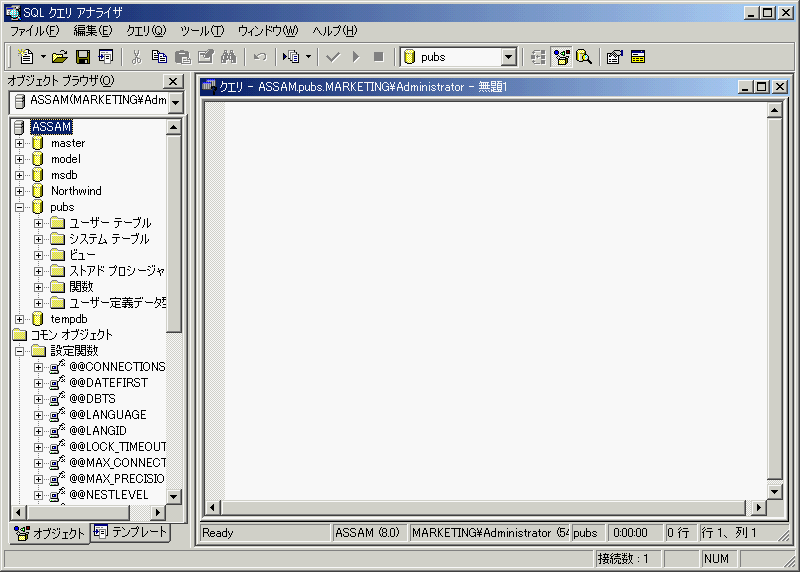 SQL クエリ アナライザ
ファイル(F) 編集(E) クエリ(Q) ツール(T) ウィンドウ(W) ヘルプ(H)
pubs
オブジェクト ブラウザ(O)
ASSAM(MARKETING¥Adm
ASSAM
master
model
msdb
Northwind
pubs
ユーザー テーブル
システム テーブル
ビュー
ストアド プロシージャ
関数
ユーザー定義データ型
tempdb
コモン オブジェクト
設定関数
@@CONNECTIONS
@@DATEFIRST
@@DBTS
@@LANGUAGE
@@LANGID
@@LOCK_TIMEOUT
@@MAX_CONNECT
@@MAX_PRECISIO
@@NESTLEVEL
オブジェクト テンプレート
クエリ - ASSAM.pubs.MARKETING¥Administrator - 無題1
Ready ASSAM (8.0) MARKETING¥Administrator (54 pubs 0:00:00 0 行 行 1、列 1
接続数 : 1 NUM